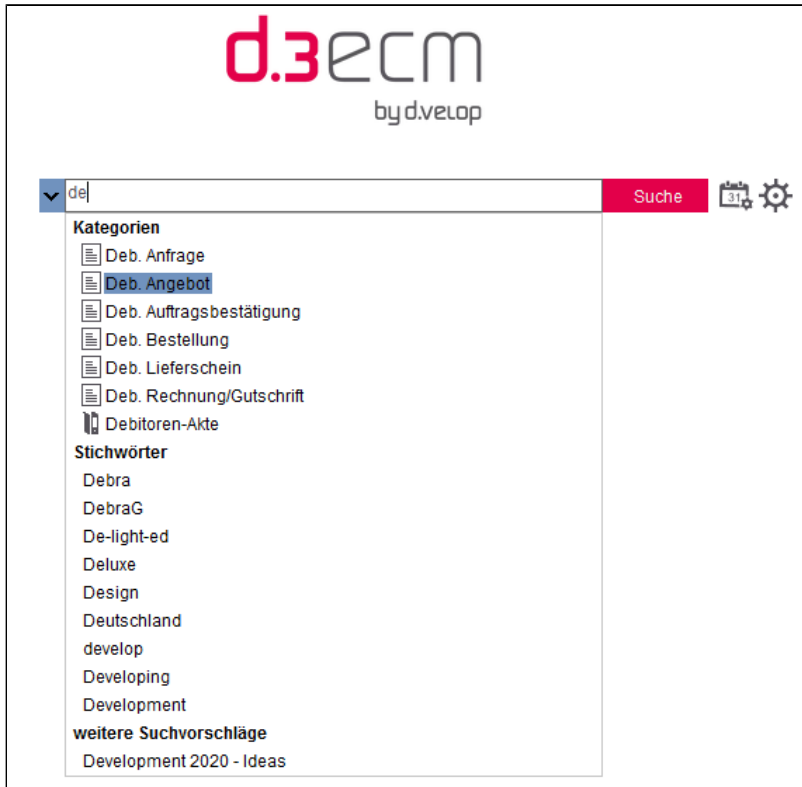 d.3ecm
by d.velop
de
Suche
31
Kategorien
Deb. Anfrage
Deb. Angebot
Deb. Auftragsbestätigung
Deb. Bestellung
Deb. Lieferschein
Deb. Rechnung/Gutschrift
Debitoren-Akte
Stichwörter
Debra
DebraG
De-light-ed
Deluxe
Design
Deutschland
develop
Developing
Development
weitere Suchvorschläge
Development 2020 - Ideas